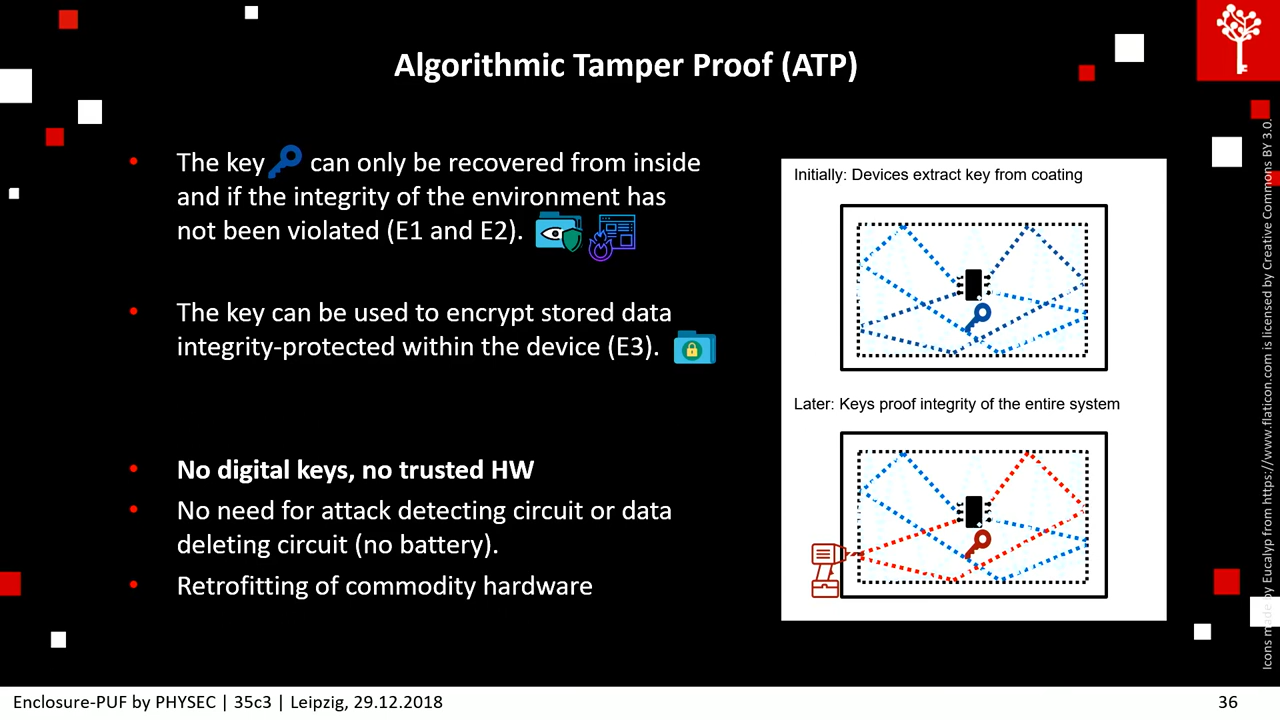 Algorithmic Tamper Proof (ATP)
The key can only be recovered from inside
and if the integrity of the environment has
not been violated (E1 and E2).
The key can be used to encrypt stored data
integrity-protected within the device (E3).
No digital keys, no trusted HW
No need for attack detecting circuit or data
deleting circuit (no battery).
Retrofitting of commodity hardware
Initially: Devices extract key from coating
Later: Keys proof integrity of the entire system
Icons made by Eucalyp from https://www.flaticon.com is licensed by Creative Commons BY 3.0.
Enclosure-PUF by PHYSEC | 35c3 | Leipzig, 29.12.2018
36